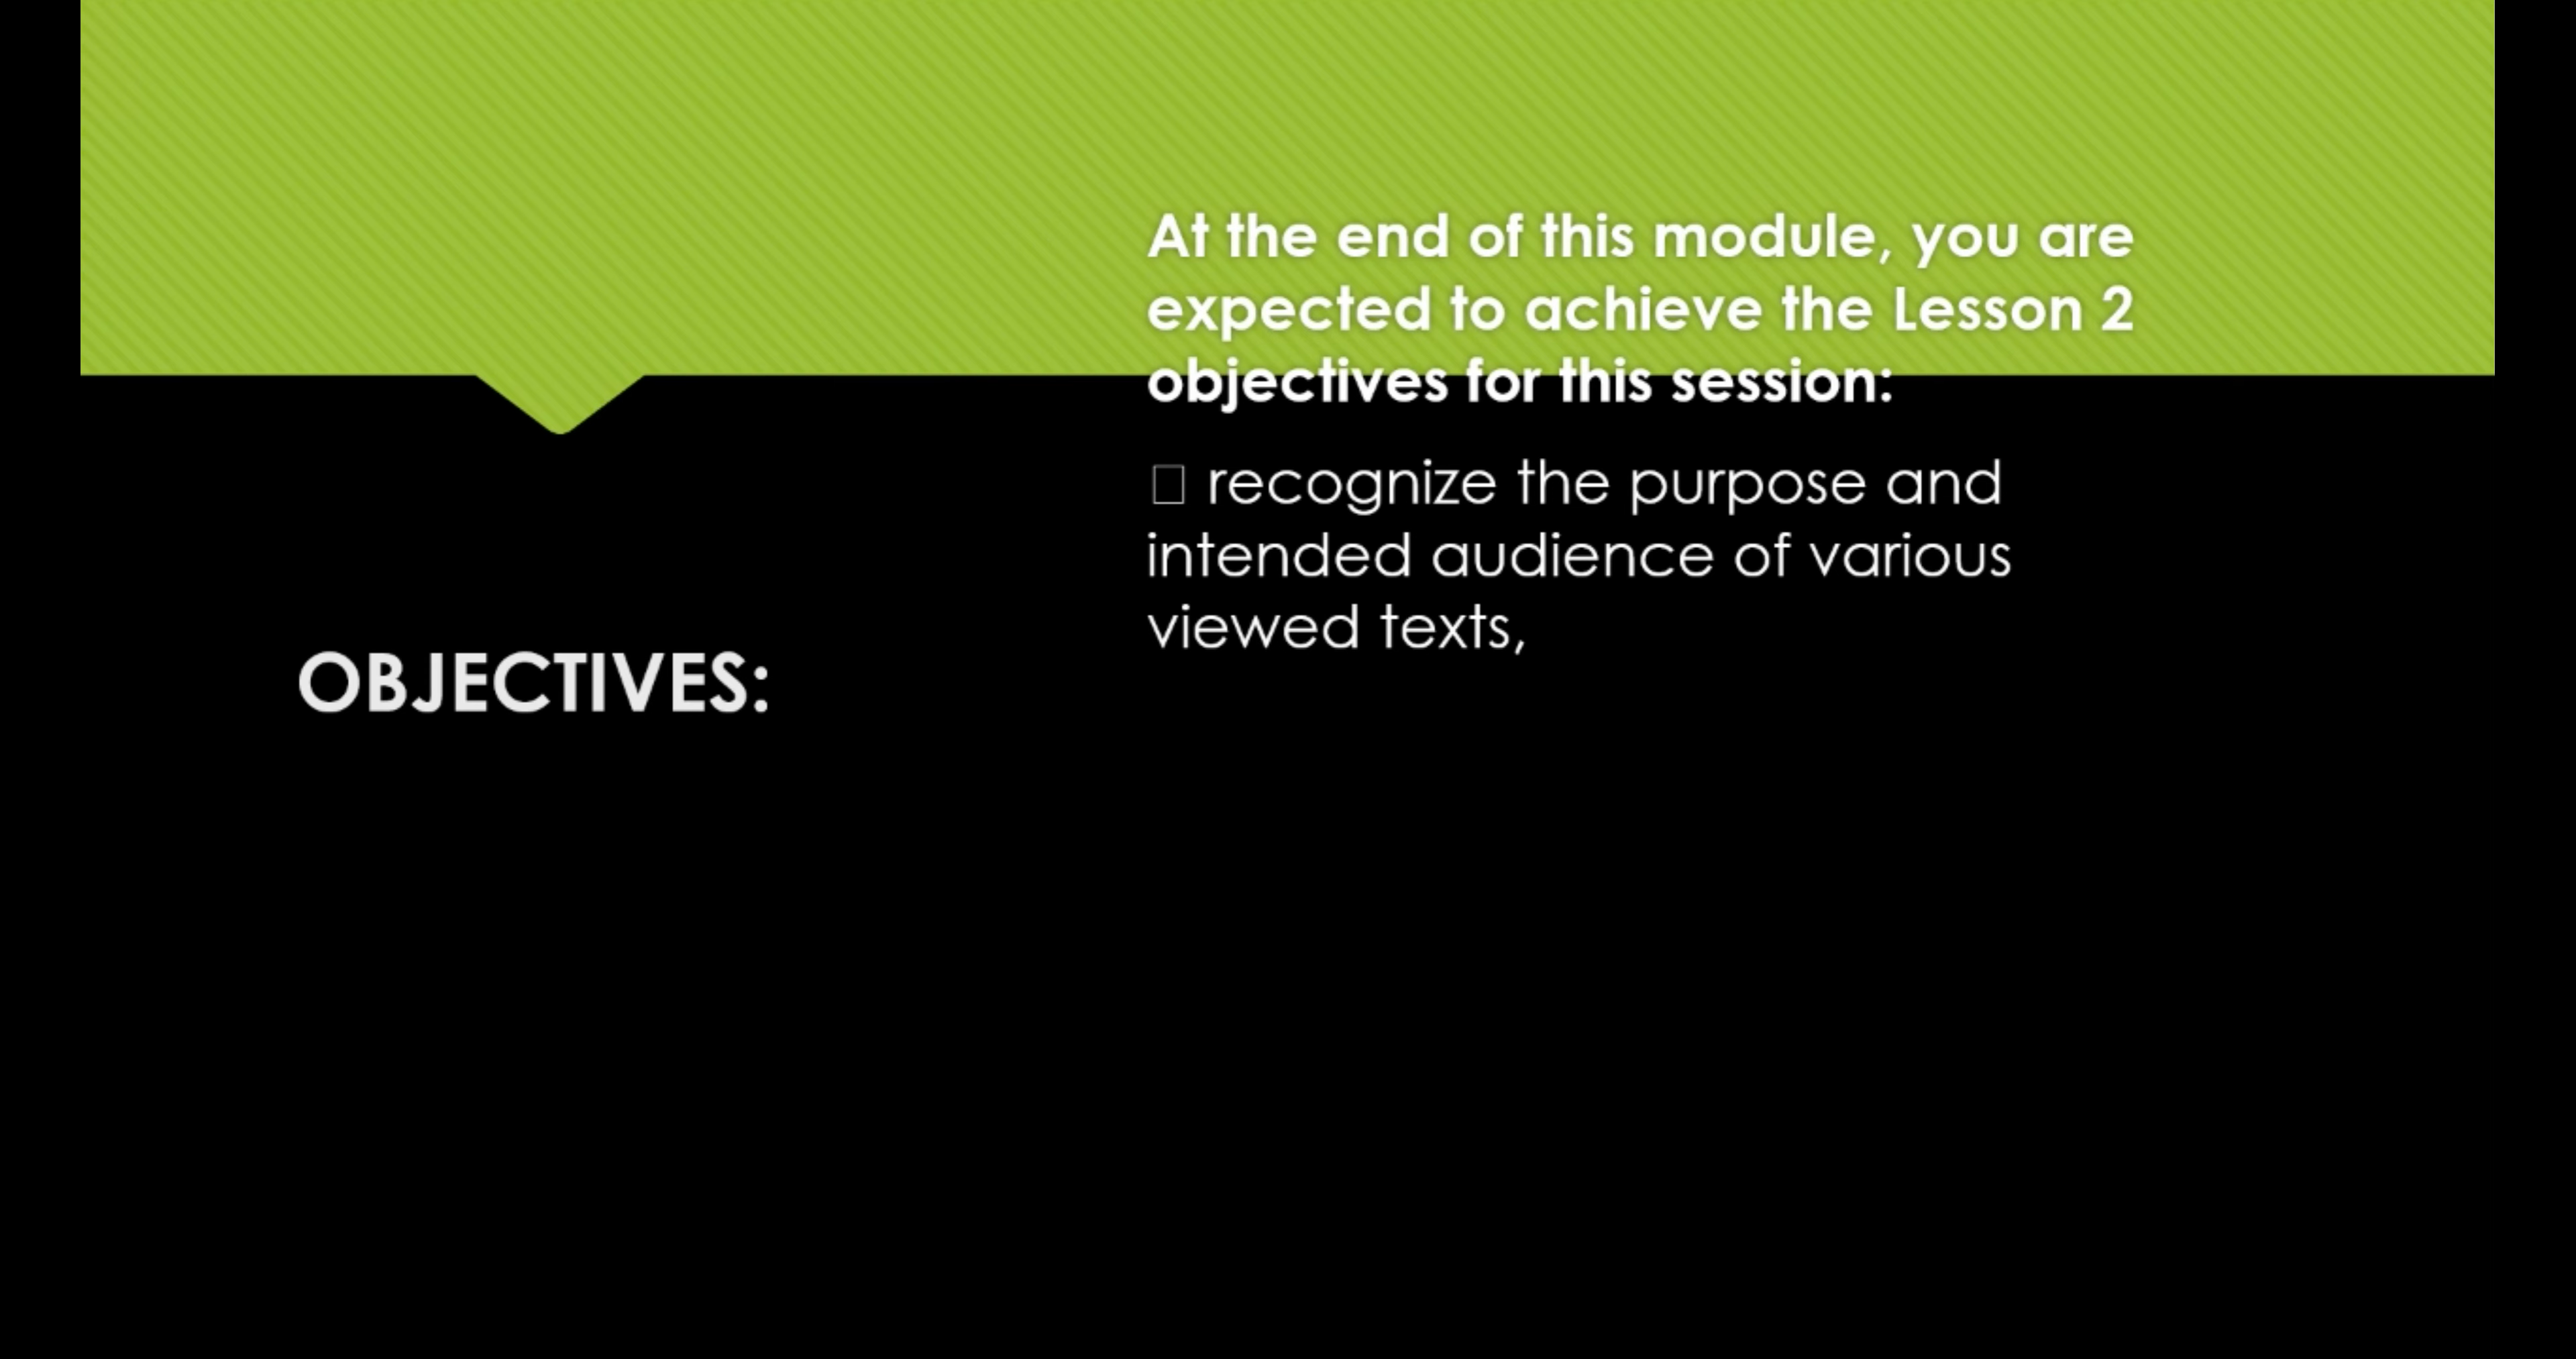 OBJECTIVES:
At the end of this module, you are
expected to achieve the Lesson 2
objectives for this session:
recognize the purpose and
intended audience of various
viewed texts,